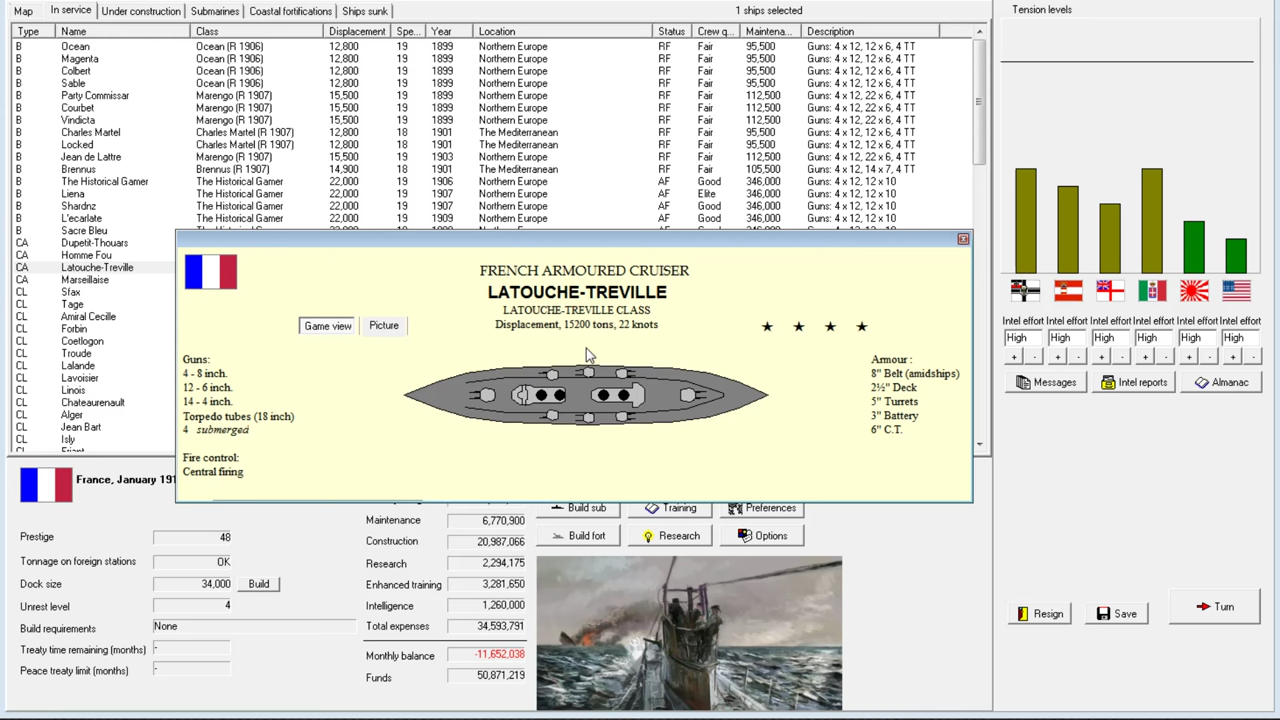 Map In service Under construction Submarines Coastal fortifications Ships sunk 1 ships selected Tension levels
Type Name Class Displacement Spe... Year Location Status Crew q... Maintena... Description
B Ocean Ocean (R 1906) 12,800 19 1899 Northern Europe RF Fair 95,500 Guns: 4 x 12, 12 x 6, 4 TT
B Magenta Ocean (R 1906) 12,800 19 1899 Northern Europe RF Fair 95,500 Guns: 4 x 12, 12 x 6, 4 TT
B Colbert Ocean (R 1906) 12,800 19 1899 Northern Europe RF Fair 95,500 Guns: 4 x 12, 12 x 6, 4 TT
B Sable Ocean (R 1906) 12,800 19 1899 Northern Europe RF Fair 95,500 Guns: 4 x 12, 12 x 6, 4 TT
B Party Commissar Marengo (R 1907) 15,500 19 1899 Northern Europe RF Fair 112,500 Guns: 4 x 12, 22 x 6, 4 TT
B Courbet Marengo (R 1907) 15,500 19 1899 Northern Europe RF Fair 112,500 Guns: 4 x 12, 22 x 6, 4 TT
B Vindicta Marengo (R 1907) 15,500 19 1899 Northern Europe RF Fair 112,500 Guns: 4 x 12, 22 x 6, 4 TT
B Charles Martel Charles Martel (R 1907) 12,800 18 1901 The Mediterranean RF Fair 95,500 Guns: 4 x 12, 12 x 6, 4 TT
B Locked Charles Martel (R 1907) 12,800 18 1901 The Mediterranean RF Fair 95,500 Guns: 4 x 12, 12 x 6, 4 TT
B Jean de Lattre Marengo (R 1907) 15,500 19 1903 Northern Europe RF Fair 112,500 Guns: 4 x 12, 22 x 6, 4 TT
B Brennus Brennus (R 1907) 14,900 18 1901 The Mediterranean RF Fair 105,500 Guns: 4 x 12, 14 x 7, 4 TT
B The Historical Gamer The Historical Gamer 22,000 19 1906 Northern Europe AF Good 346,000 Guns: 4 x 12, 12 x 10
B Liena The Historical Gamer 22,000 19 1907 Northern Europe AF Elite 346,000 Guns: 4 x 12, 12 x 10
B Shardnz The Historical Gamer 22,000 19 1907 Northern Europe AF Good 346,000 Guns: 4 x 12, 12 x 10
B L'ecarlate The Historical Gamer 22,000 19 1909 Northern Europe AF Good 346,000 Guns: 4 x 12, 12 x 10
B Sacre Bleu
CA Dupetit-Thouars
CA Homme Fou
CA Latouche-Treville
CA Marseillaise
CL Sfax
CL Tage
CL Amiral Cecille
CL Forbin
CL Coetlogon
CL Troude
CL Lalande
CL Lavoisier
CL Linois
CL Chateaurenault
CL Alger
CL Jean Bart
CL Isly
FRENCH ARMOURED CRUISER
LATOUCHE-TREVILLE
LATOUCHE-TREVILLE CLASS
Displacement, 15200 tons, 22 knots
Game view Picture
Guns:
4 - 8 inch.
12 - 6 inch.
14 - 4 inch.
Torpedo tubes (18 inch)
4 submerged
Fire control:
Central firing
Armour :
8" Belt (amidships)
2½" Deck
5" Turrets
3" Battery
6" C.T.
Intel effort Intel effort Intel effort Intel effort Intel effort Intel effort
High High High High High High
+ - + - + - + - + - + -
Messages Intel reports Almanac
France, January 191
Prestige 48
Tonnage on foreign stations OK
Dock size 34,000 Build
Unrest level 4
Build requirements None
Treaty time remaining (months) -
Peace treaty limit (months) -
Maintenance 6,770,900
Construction 20,987,066
Research 2,294,175
Enhanced training 3,281,650
Intelligence 1,260,000
Total expenses 34,593,791
Monthly balance -11,652,038
Funds 50,871,219
Build sub Training Preferences
Build fort Research Options
Resign Save Turn